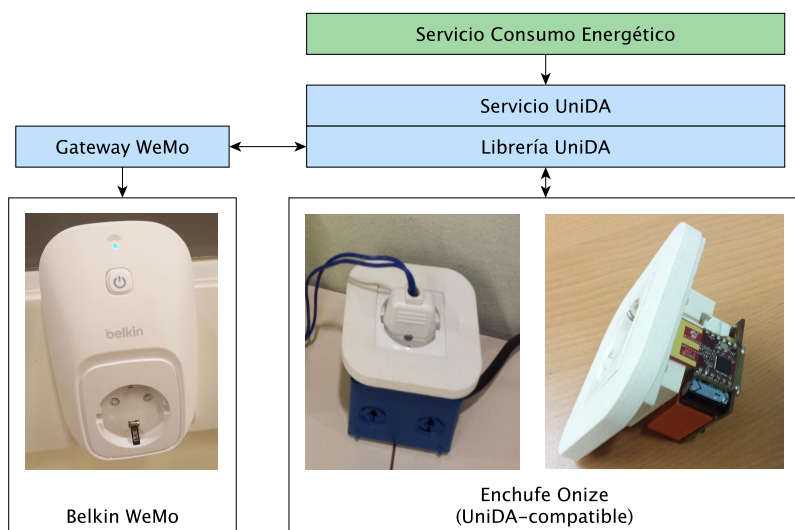 Servicio Consumo Energético
Servicio UniDA
Gateway WeMo
Librería UniDA
belkin
Belkin WeMo
Enchufe Onize
(UniDA-compatible)